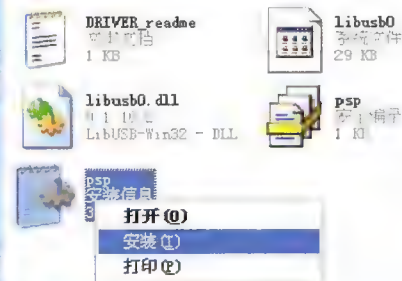 DRIVER_readme
1 KB
libusb0
29 KB
libusb0.dll
LibUSB-Win32 - DLL
psp
psp
安装信息
打开(O)
安装(I)
打印(P)